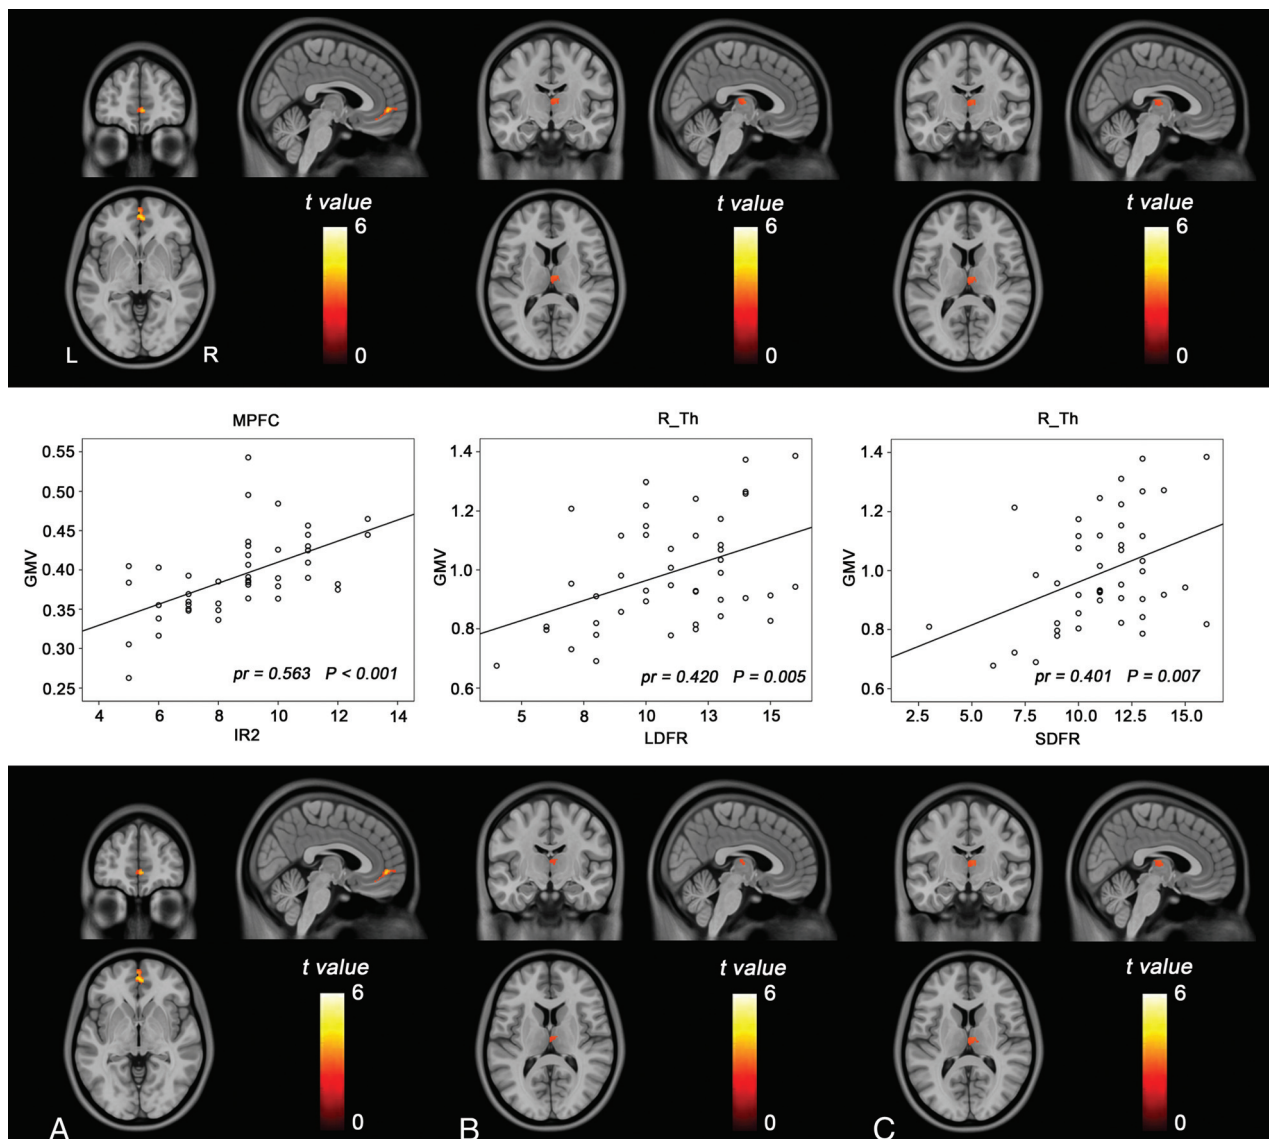 t value
6
0
t value
6
0
t value
6
0
L
R
MPFC
0.55
0.50
0.45
0.40
0.35
0.30
0.25
GMV
pr = 0.563 P < 0.001
4 6 8 10 12 14
IR2
R_Th
1.4
1.2
1.0
0.8
0.6
GMV
pr = 0.420 P = 0.005
5 8 10 13 15
LDFR
R_Th
1.4
1.2
1.0
0.8
0.6
GMV
pr = 0.401 P = 0.007
2.5 5.0 7.5 10.0 12.5 15.0
SDFR
t value
6
0
t value
6
0
t value
6
0
A
B
C